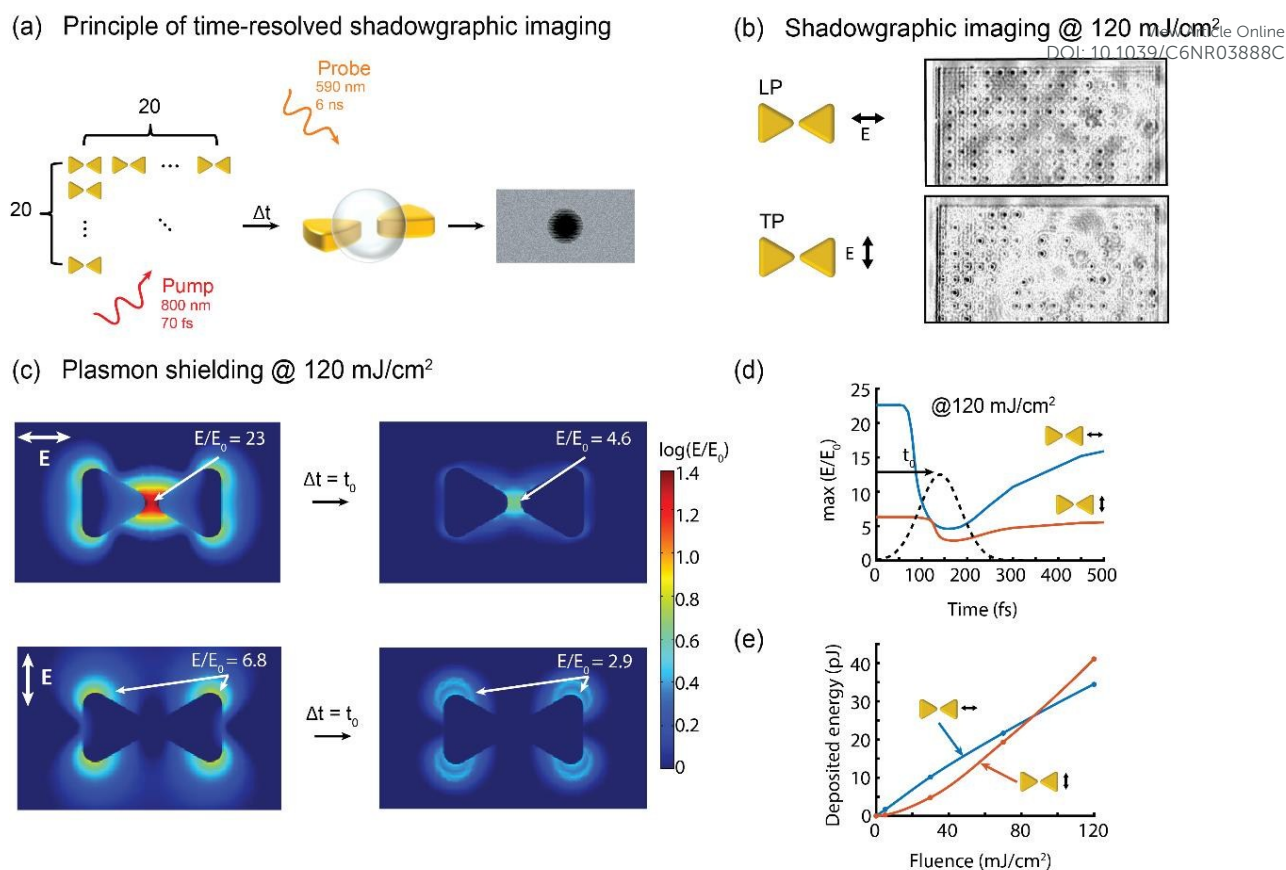 (a) Principle of time-resolved shadowgraphic imaging
Probe
590 nm
6 ns
20
...
20
Δt
⋮
⋱
Pump
800 nm
70 fs
(b) Shadowgraphic imaging @ 120 mJ/cm²
View Article Online
DOI: 10.1039/C6NR03888C
LP
E
TP
E
(c) Plasmon shielding @ 120 mJ/cm²
E
E/E₀ = 23
Δt = t₀
E/E₀ = 4.6
E
E/E₀ = 6.8
Δt = t₀
E/E₀ = 2.9
log(E/E₀)
1.4
1.2
1.0
0.8
0.6
0.4
0.2
0
(d)
@120 mJ/cm²
t₀
max (E/E₀)
25
20
15
10
5
0
0 100 200 300 400 500
Time (fs)
(e)
Deposited energy (pJ)
40
30
20
10
0
0 40 80 120
Fluence (mJ/cm²)